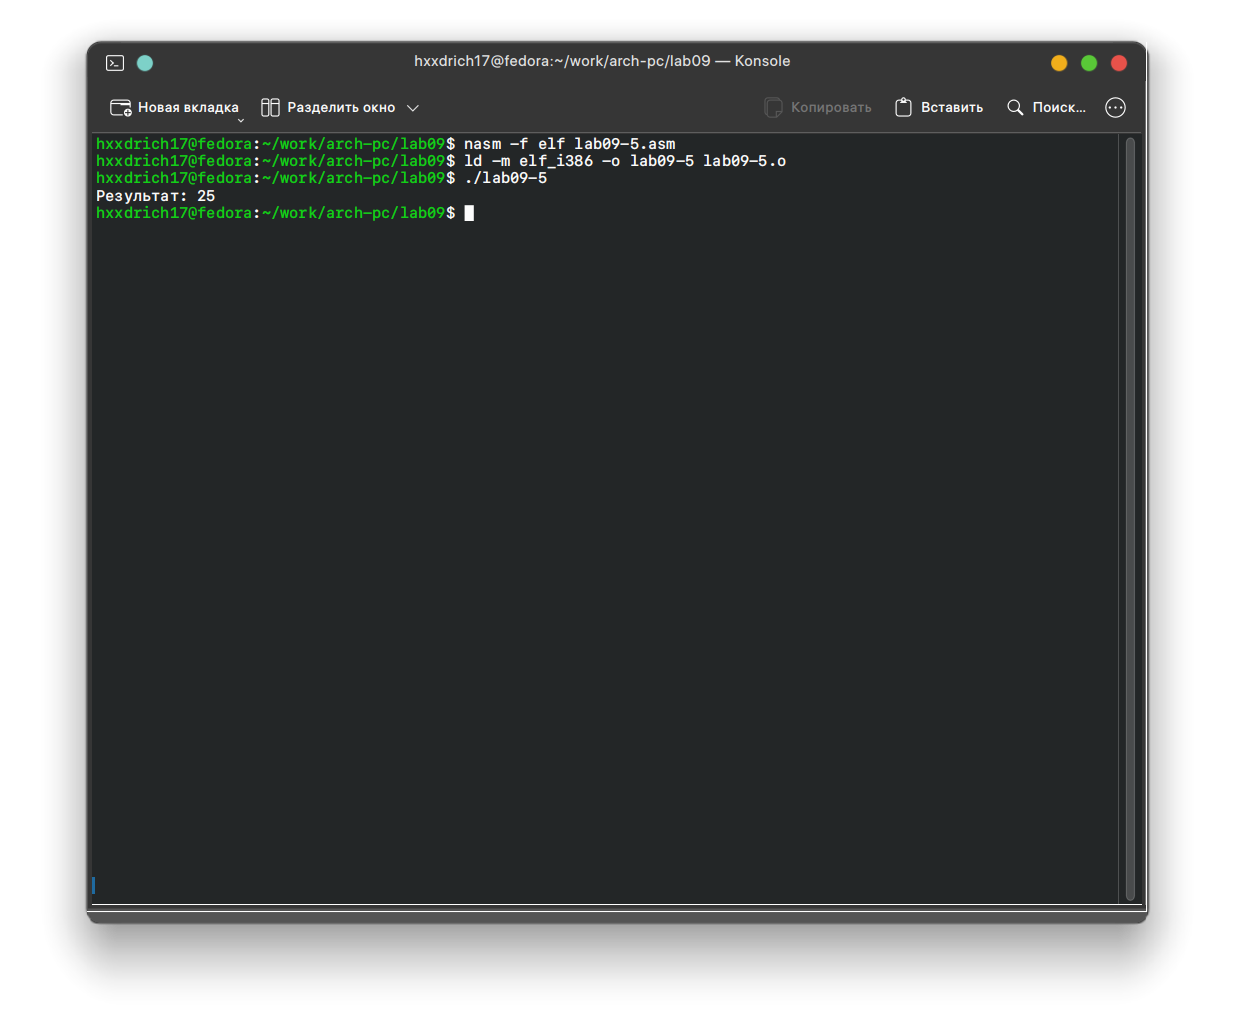 hxxdrich17@fedora:~/work/arch-pc/lab09 — Konsole
Новая вкладка Разделить окно Копировать Вставить Поиск...
hxxdrich17@fedora:~/work/arch-pc/lab09$ nasm -f elf lab09-5.asm
hxxdrich17@fedora:~/work/arch-pc/lab09$ ld -m elf_i386 -o lab09-5 lab09-5.o
hxxdrich17@fedora:~/work/arch-pc/lab09$ ./lab09-5
Результат: 25
hxxdrich17@fedora:~/work/arch-pc/lab09$